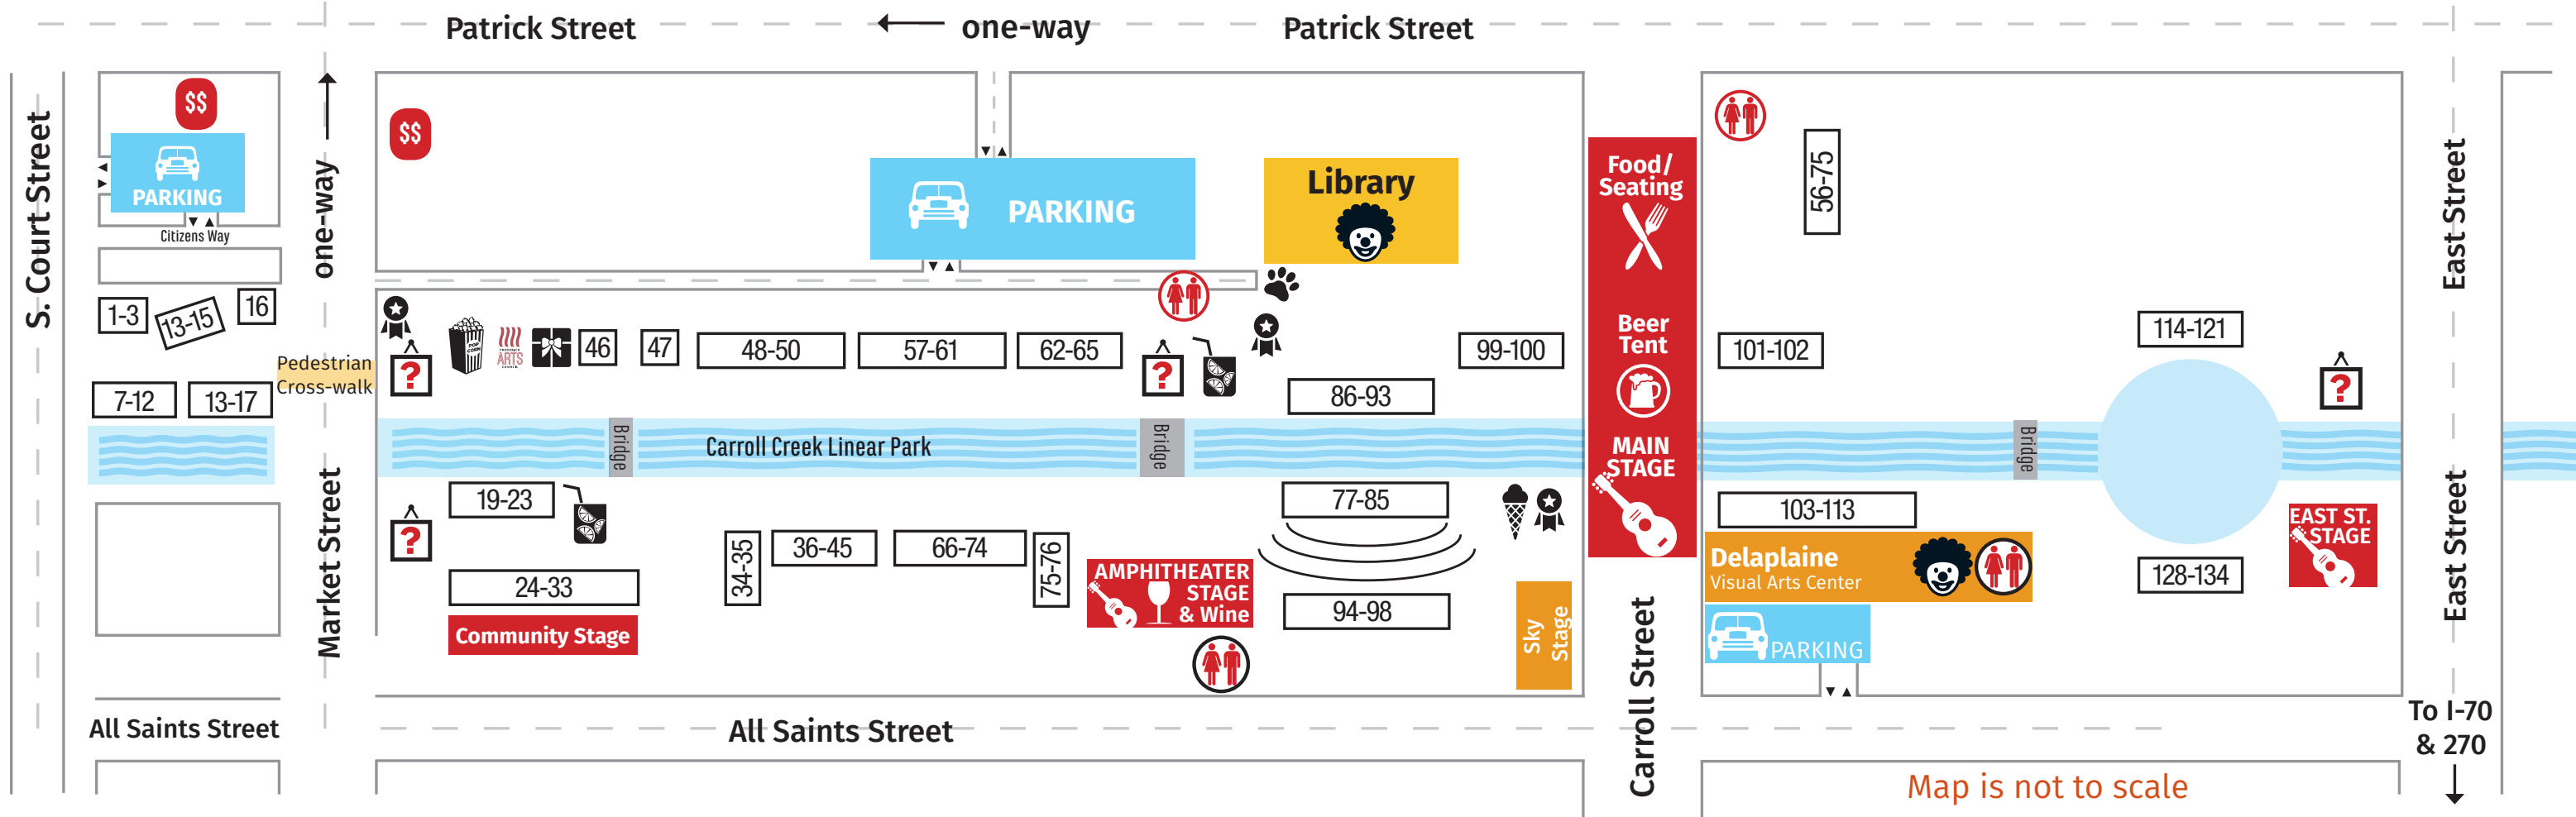 Patrick Street
one-way
Patrick Street
S. Court Street
$$
PARKING
Citizens Way
one-way
$$
PARKING
Library
Food/
Seating
56-75
East Street
1-3
13-15
16
Pedestrian
Cross-walk
7-12
13-17
?
POP
CORN
ARTS
46
47
48-50
57-61
62-65
?
86-93
99-100
Beer
Tent
101-102
114-121
?
Bridge
Carroll Creek Linear Park
Bridge
MAIN
STAGE
Bridge
Market Street
?
19-23
24-33
Community Stage
34-35
36-45
66-74
75-76
AMPHITHEATER
STAGE
& Wine
77-85
94-98
Sky
Stage
103-113
Delaplaine
Visual Arts Center
PARKING
128-134
EAST ST.
STAGE
East Street
All Saints Street
All Saints Street
Carroll Street
To I-70
& 270
Map is not to scale